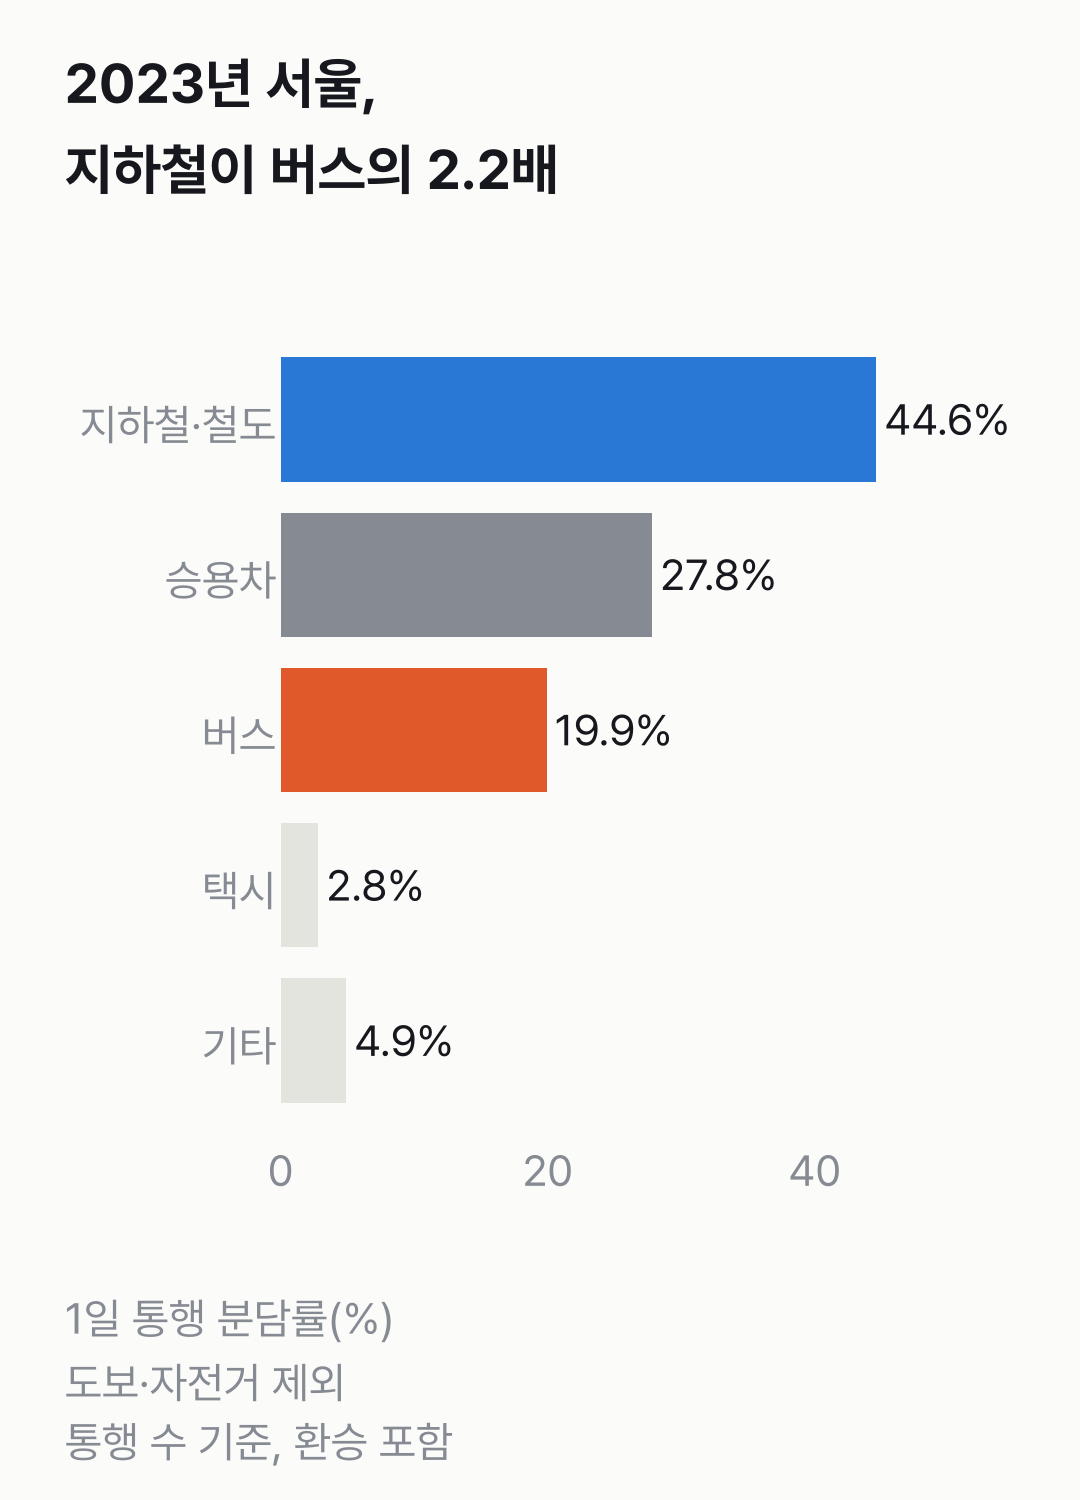 2023년 서울,
지하철이 버스의 2.2배
지하철·철도 44.6%
승용차 27.8%
버스 19.9%
택시 2.8%
기타 4.9%
0 20 40
1일 통행 분담률(%)
도보·자전거 제외
통행 수 기준, 환승 포함